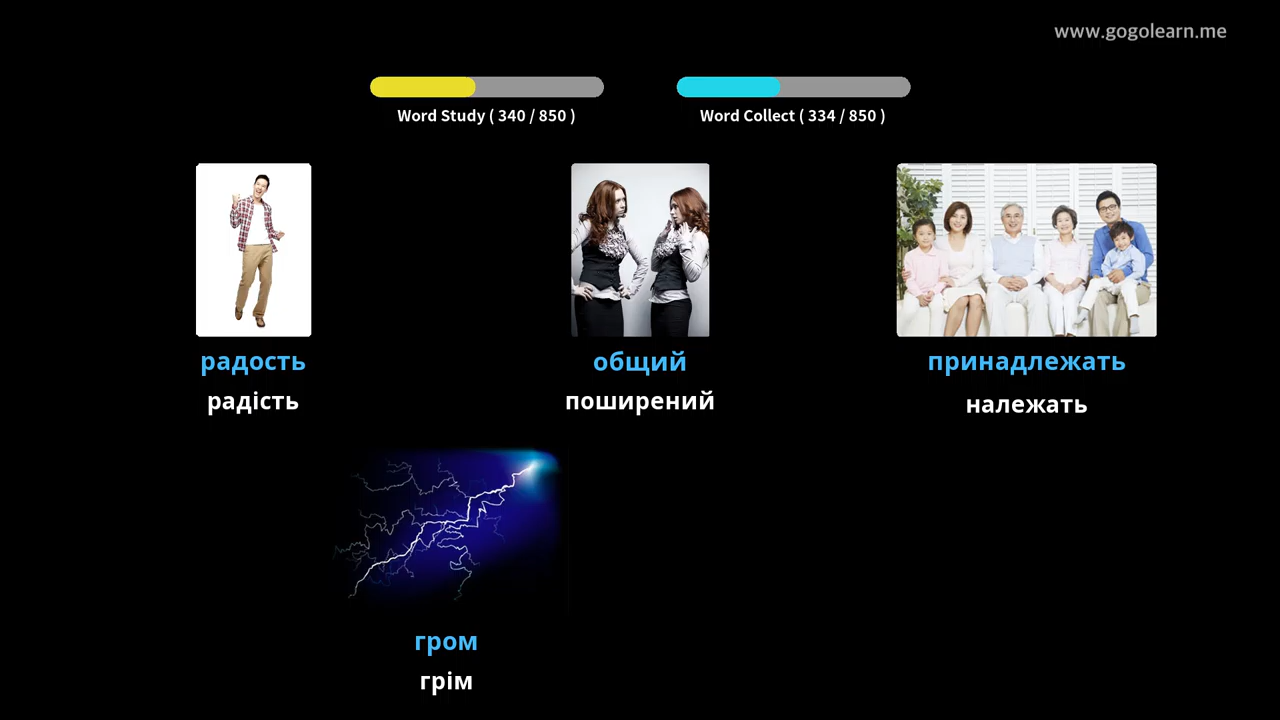 www.gogolearn.me
Word Study ( 340 / 850 )
Word Collect ( 334 / 850 )
радость
общий
принадлежать
радість
поширений
належать
гром
грім